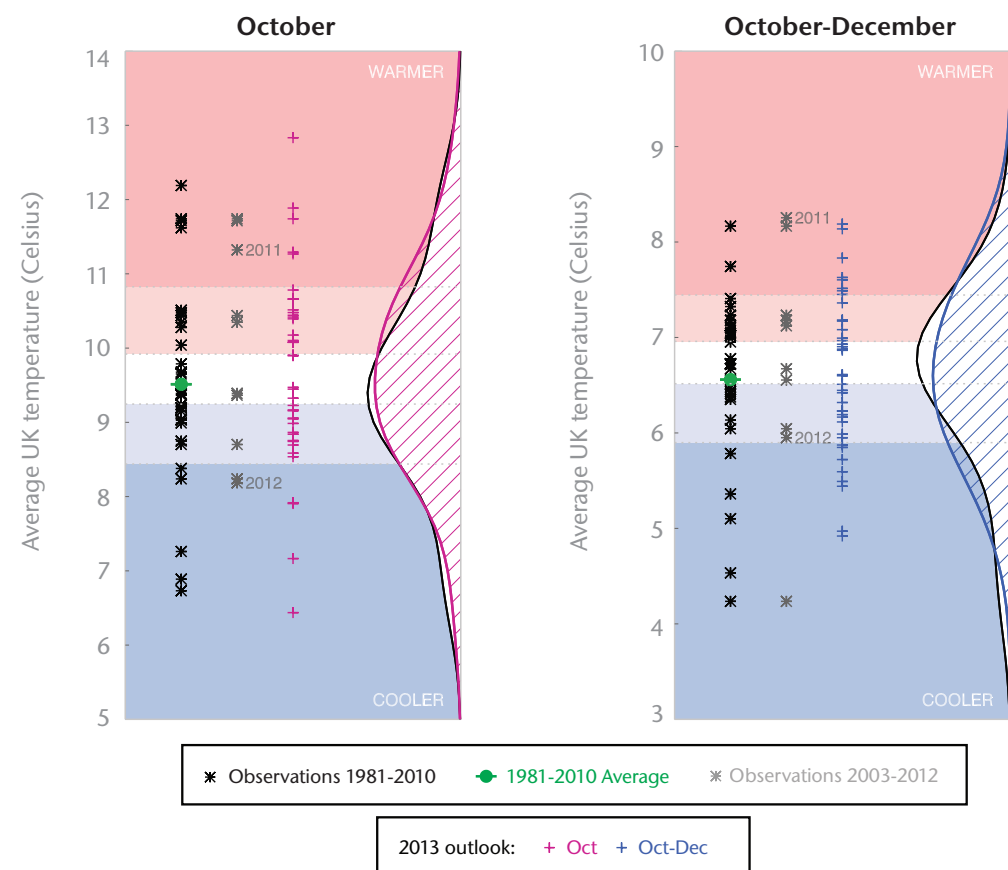 October
October-December
Average UK temperature (Celsius)
14
13
12
11
10
9
8
7
6
5
WARMER
2011
2012
COOLER
Average UK temperature (Celsius)
10
9
8
7
6
5
4
3
WARMER
2011
2012
COOLER
Observations 1981-2010 1981-2010 Average Observations 2003-2012
2013 outlook: + Oct + Oct-Dec